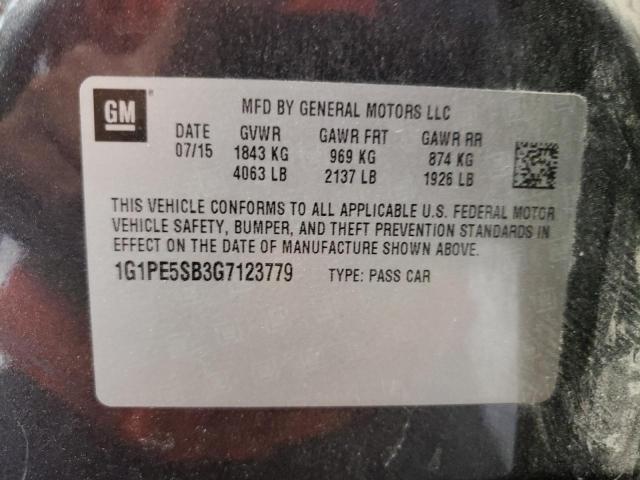 GM ®
MFD BY GENERAL MOTORS LLC
DATE GVWR GAWR FRT GAWR RR
07/15 1843 KG 969 KG 874 KG
4063 LB 2137 LB 1926 LB
THIS VEHICLE CONFORMS TO ALL APPLICABLE U.S. FEDERAL MOTOR
VEHICLE SAFETY, BUMPER, AND THEFT PREVENTION STANDARDS IN
EFFECT ON THE DATE OF MANUFACTURE SHOWN ABOVE.
1G1PE5SB3G7123779 TYPE: PASS CAR